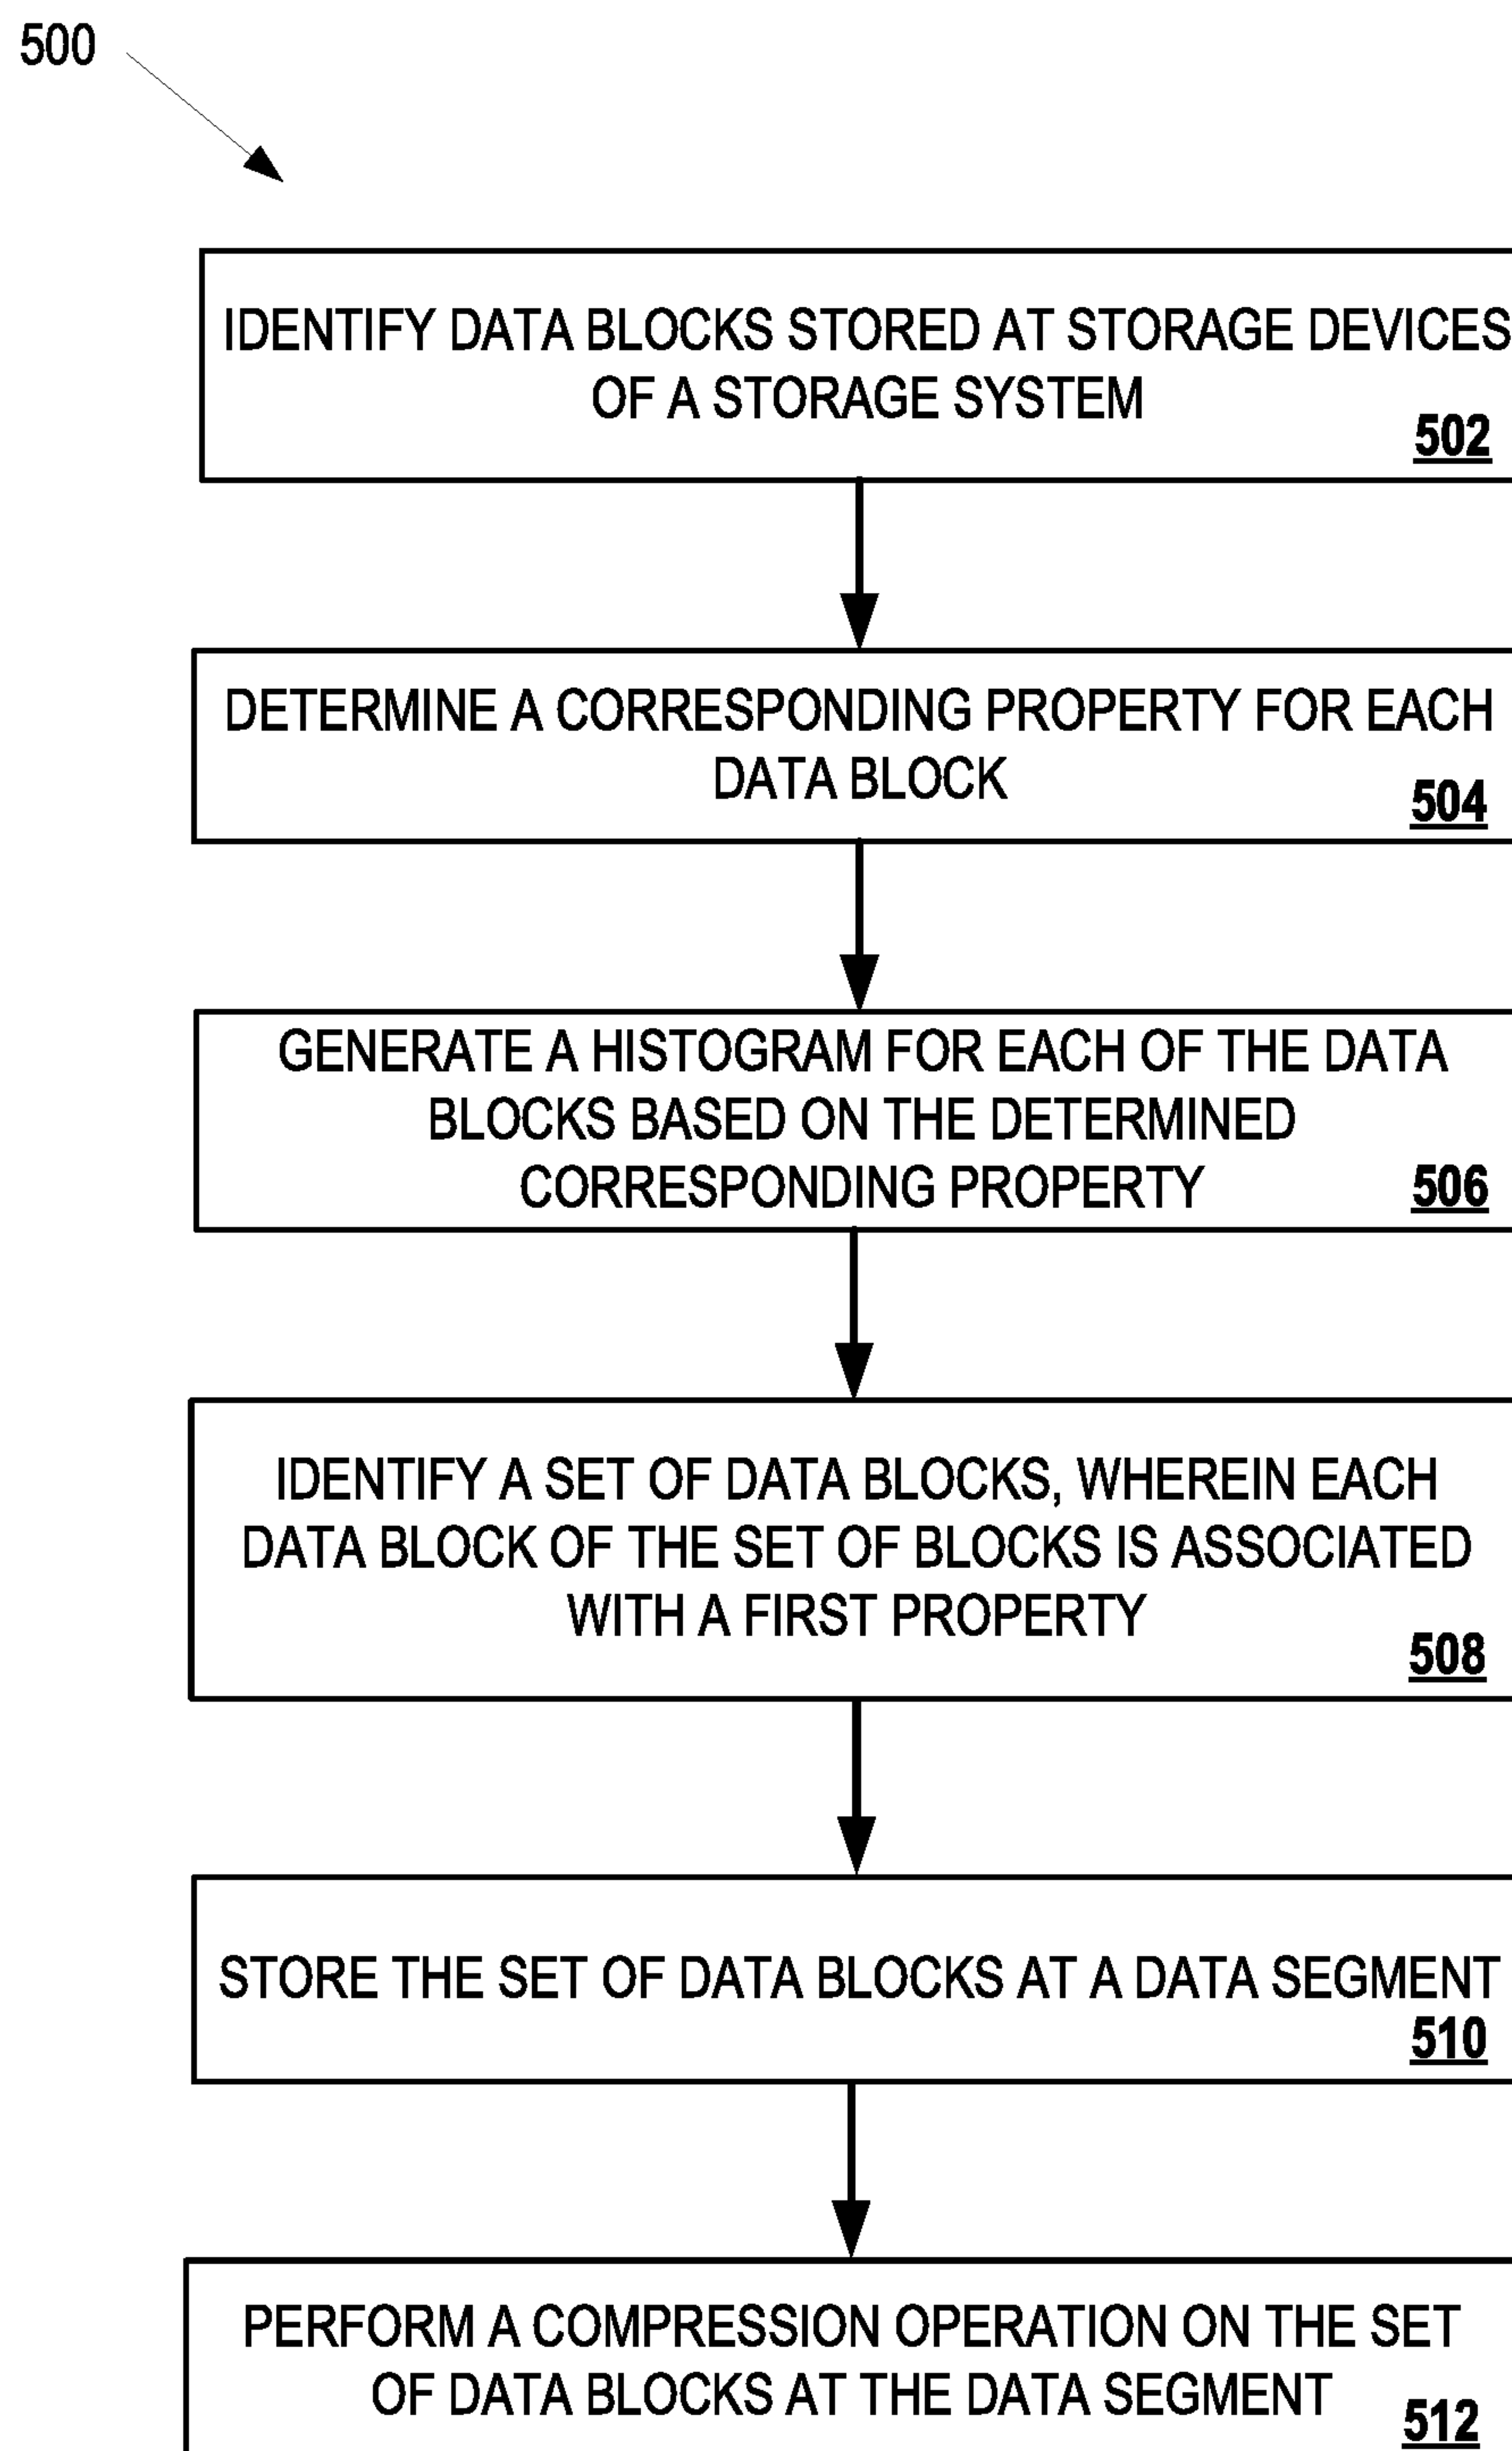 500
IDENTIFY DATA BLOCKS STORED AT STORAGE DEVICES
OF A STORAGE SYSTEM
502
DETERMINE A CORRESPONDING PROPERTY FOR EACH
DATA BLOCK
504
GENERATE A HISTOGRAM FOR EACH OF THE DATA
BLOCKS BASED ON THE DETERMINED
CORRESPONDING PROPERTY
506
IDENTIFY A SET OF DATA BLOCKS, WHEREIN EACH
DATA BLOCK OF THE SET OF BLOCKS IS ASSOCIATED
WITH A FIRST PROPERTY
508
STORE THE SET OF DATA BLOCKS AT A DATA SEGMENT
510
PERFORM A COMPRESSION OPERATION ON THE SET
OF DATA BLOCKS AT THE DATA SEGMENT
512